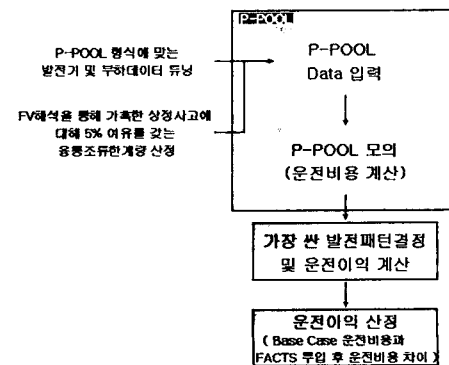 P-POOL
P-POOL
Data 입력
P-POOL 형식에 맞는
발전기 및 부하데이터 튜닝
FV해석을 통해 가혹한 상정사고에
대해 5% 여유를 갖는
융통조류한계량 산정
P-POOL 모의
(운전비용 계산)
가장 싼 발전패턴결정
및 운전이익 계산
운전이익 산정
( Base Case 운전비용과
FACTS 투입 후 운전비용 차이 )